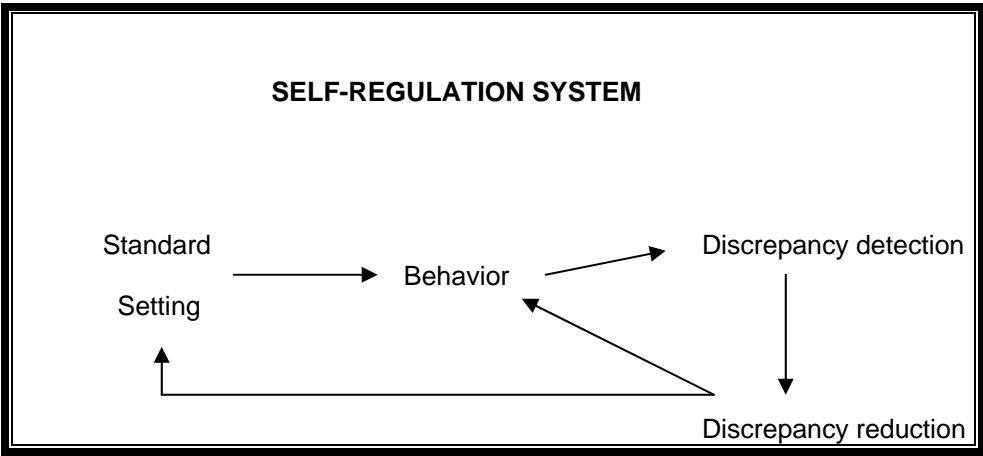 SELF-REGULATION SYSTEM
Standard
Setting
Behavior
Discrepancy detection
Discrepancy reduction